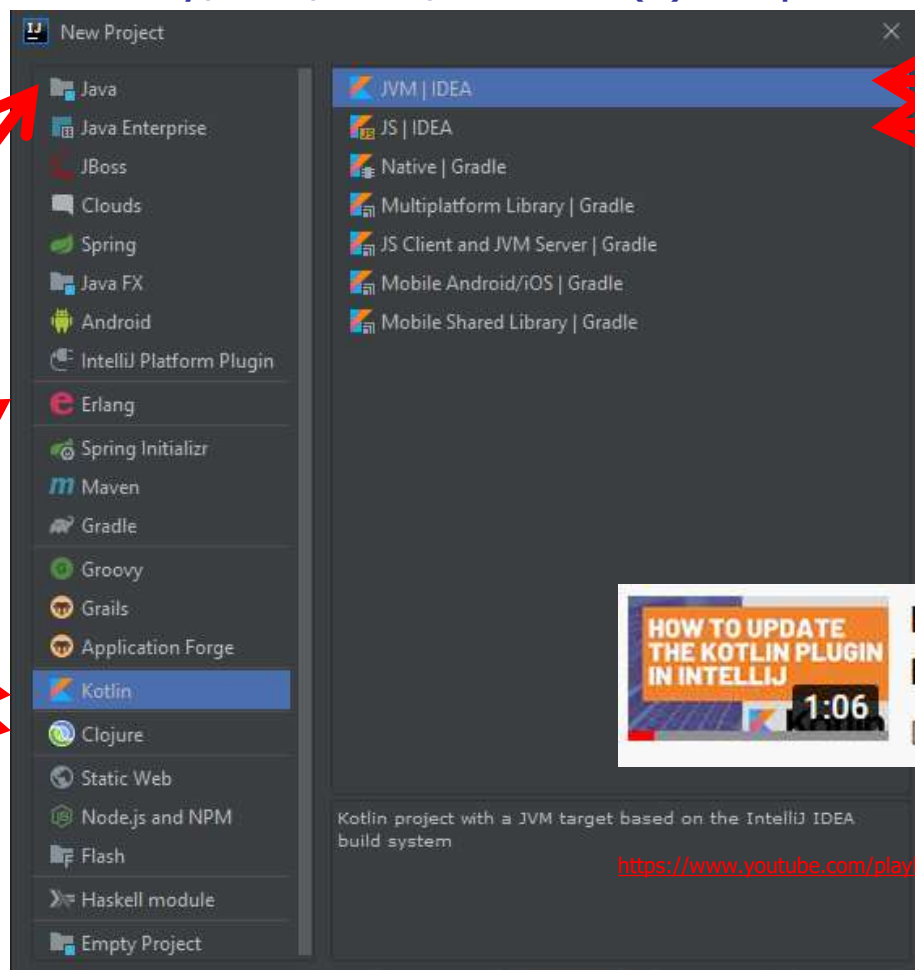 New Project
Java
Java Enterprise
JBoss
Clouds
Spring
Java FX
Android
IntelliJ Platform Plugin
Erlang
Spring Initializr
Maven
Gradle
Groovy
Grails
Application Forge
Kotlin
Clojure
Static Web
Node.js and NPM
Flash
Haskell module
Empty Project
JVM | IDEA
JS | IDEA
Native | Gradle
Multiplatform Library | Gradle
JS Client and JVM Server | Gradle
Mobile Android/iOS | Gradle
Mobile Shared Library | Gradle
HOW TO UPDATE
THE KOTLIN PLUGIN
IN INTELLIJ
1:06
Kotlin
Kotlin project with a JVM target based on the IntelliJ IDEA
build system
https://www.youtube.com/play